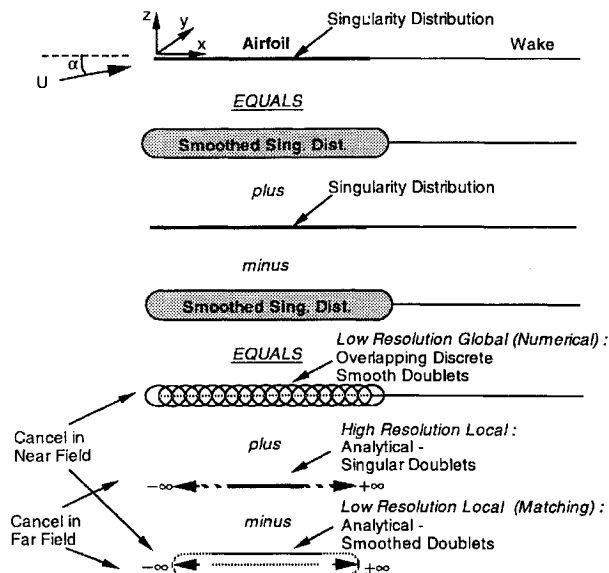 z
y
x
Airfoil
Singularity Distribution
Wake
α
U
EQUALS
Smoothed Sing. Dist.
plus
Singularity Distribution
minus
Smoothed Sing. Dist.
EQUALS
Low Resolution Global (Numerical) :
Overlapping Discrete
Smooth Doublets
Cancel in
Near Field
plus
High Resolution Local :
Analytical -
Singular Doublets
−∞
+∞
Cancel in
Far Field
minus
Low Resolution Local (Matching) :
Analytical -
Smoothed Doublets
−∞
+∞